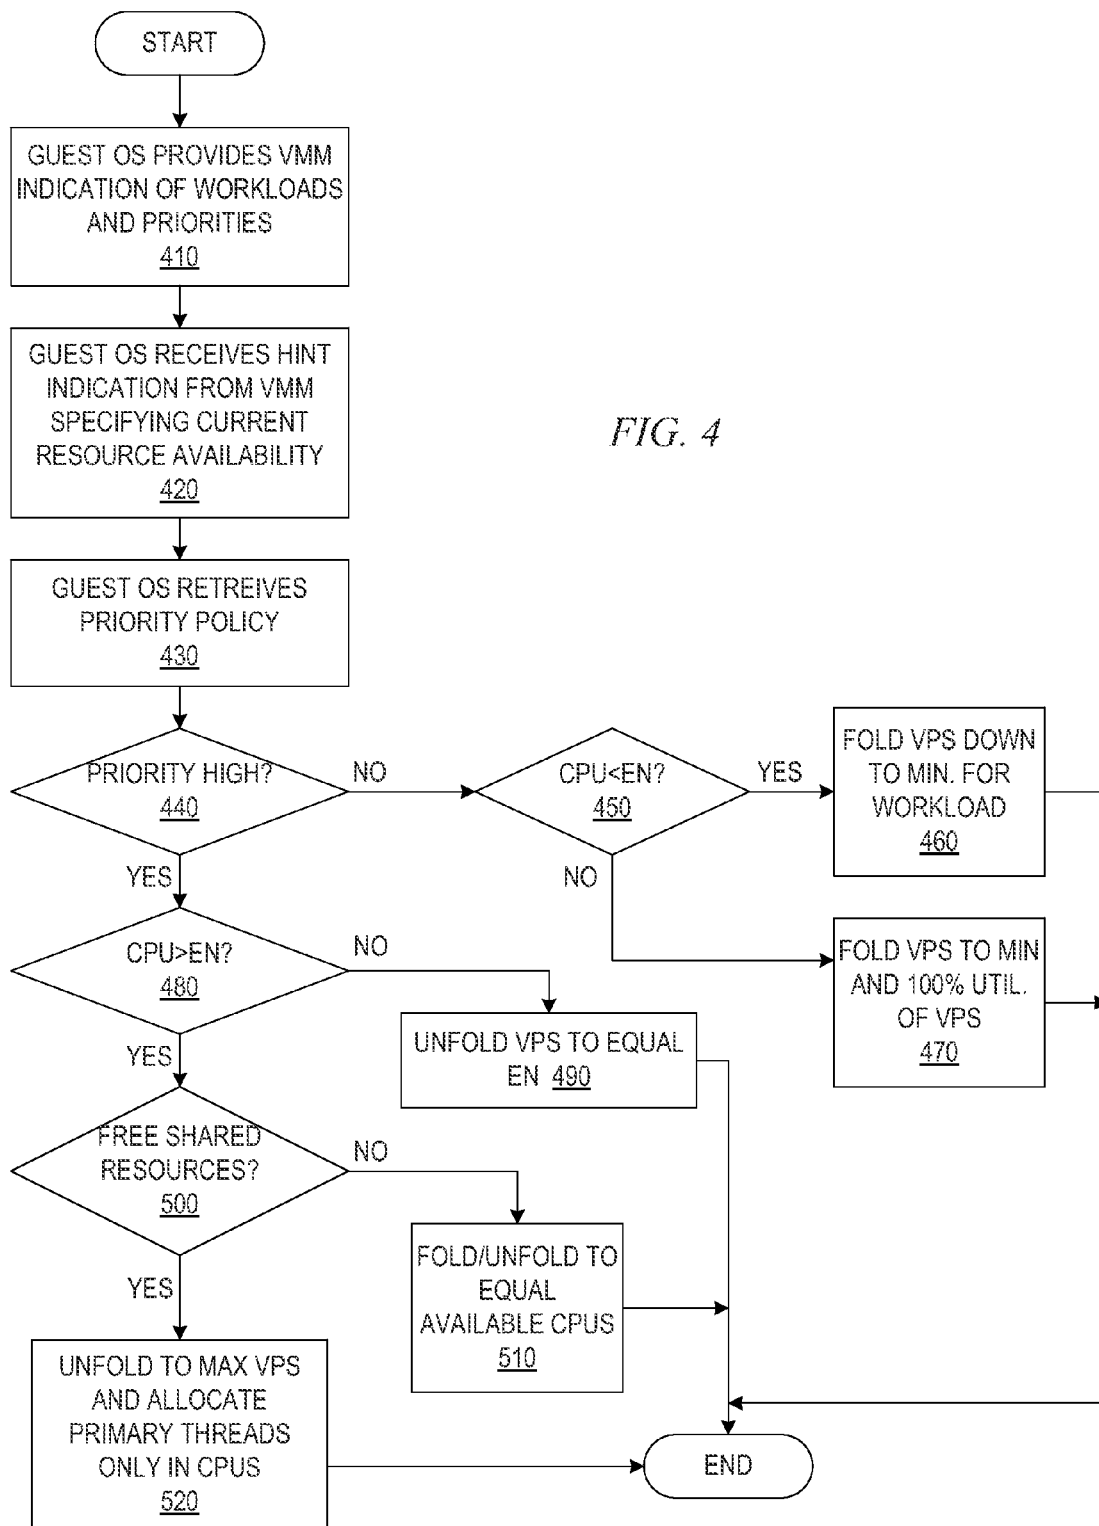 START
GUEST OS PROVIDES VMM
INDICATION OF WORKLOADS
AND PRIORITIES
410
GUEST OS RECEIVES HINT
INDICATION FROM VMM
SPECIFYING CURRENT
RESOURCE AVAILABILITY
420
FIG. 4
GUEST OS RETREIVES
PRIORITY POLICY
430
PRIORITY HIGH?
440
NO
YES
CPU<EN?
450
YES
NO
FOLD VPS DOWN
TO MIN. FOR
WORKLOAD
460
FOLD VPS TO MIN
AND 100% UTIL.
OF VPS
470
CPU>EN?
480
NO
YES
UNFOLD VPS TO EQUAL
EN 490
FREE SHARED
RESOURCES?
500
NO
YES
FOLD/UNFOLD TO
EQUAL
AVAILABLE CPUS
510
UNFOLD TO MAX VPS
AND ALLOCATE
PRIMARY THREADS
ONLY IN CPUS
520
END